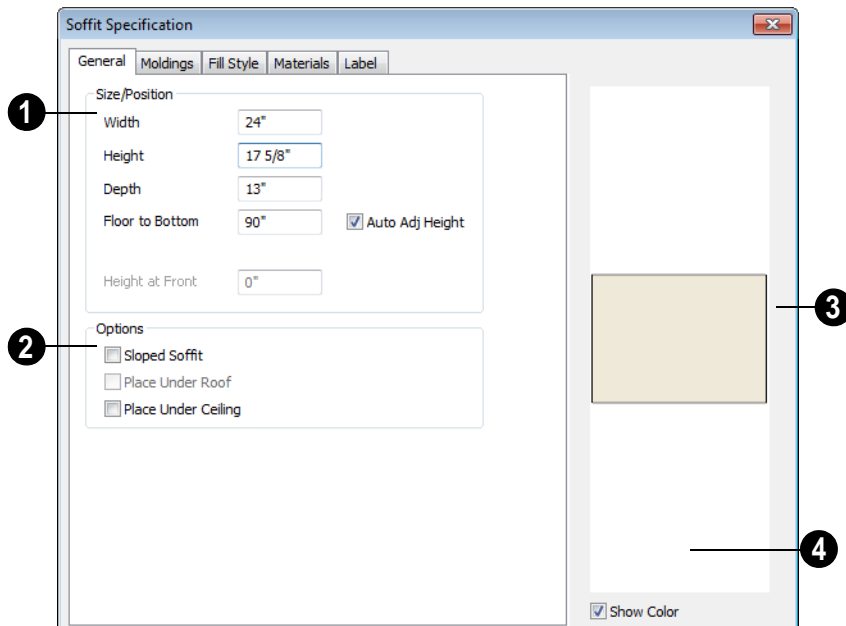 Soffit Specification
General Moldings Fill Style Materials Label
Size/Position
1
Width 24"
Height 17 5/8"
Depth 13"
Floor to Bottom 90" Auto Adj Height
Height at Front 0"
3
Options
2
Sloped Soffit
Place Under Roof
Place Under Ceiling
4
Show Color